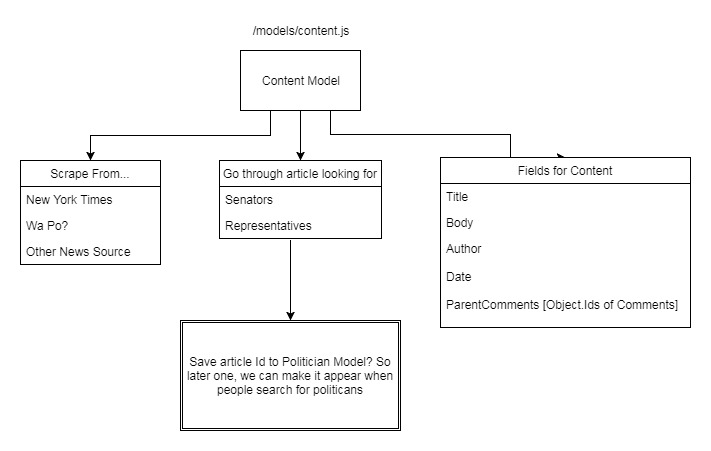 /models/content.js
Content Model
Scrape From...
New York Times
Wa Po?
Other News Source
Go through article looking for
Senators
Representatives
Fields for Content
Title
Body
Author
Date
ParentComments [Object.Ids of Comments]
Save article Id to Politician Model? So
later one, we can make it appear when
people search for politicans